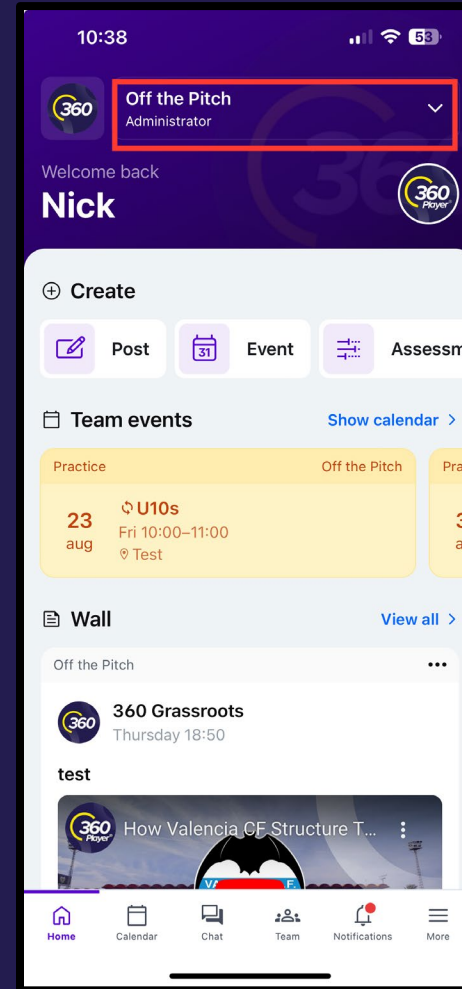 10:38
53
360
Off the Pitch
Administrator
Welcome back
Nick
360
Player
Create
Post
31
Event
Assessm
Team events
Show calendar >
Practice
Off the Pitch
Pra
23
aug
U10s
Fri 10:00–11:00
Test
Wall
View all >
Off the Pitch
360
360 Grassroots
Thursday 18:50
test
360
Player
How Valencia CF Structure T...
Home
Calendar
Chat
Team
Notifications
More